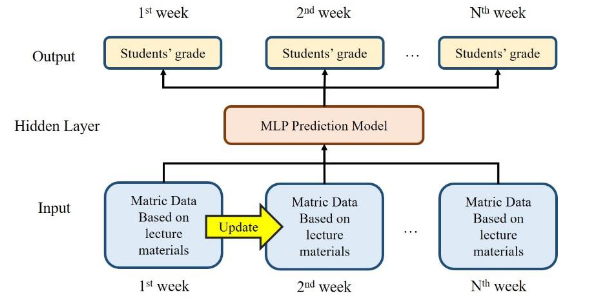 1st week
2nd week
Nth week
Output
Students' grade
Students' grade
...
Students' grade
Hidden Layer
MLP Prediction Model
Input
Matric Data
Based on
lecture
materials
Update
Matric Data
Based on
lecture
materials
...
Matric Data
Based on
lecture
materials
1st week
2nd week
Nth week